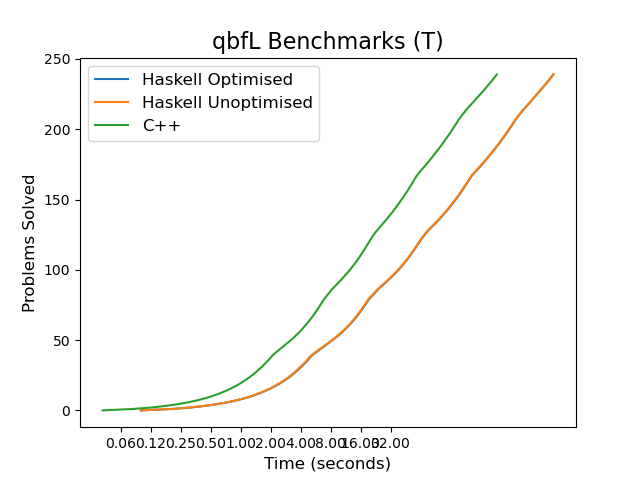 qbfL Benchmarks (T)
250
200
150
100
50
0
Problems Solved
Haskell Optimised
Haskell Unoptimised
C++
0.06 0.12 0.25 0.50 1.00 2.00 4.00 8.00 16.00 32.00
Time (seconds)